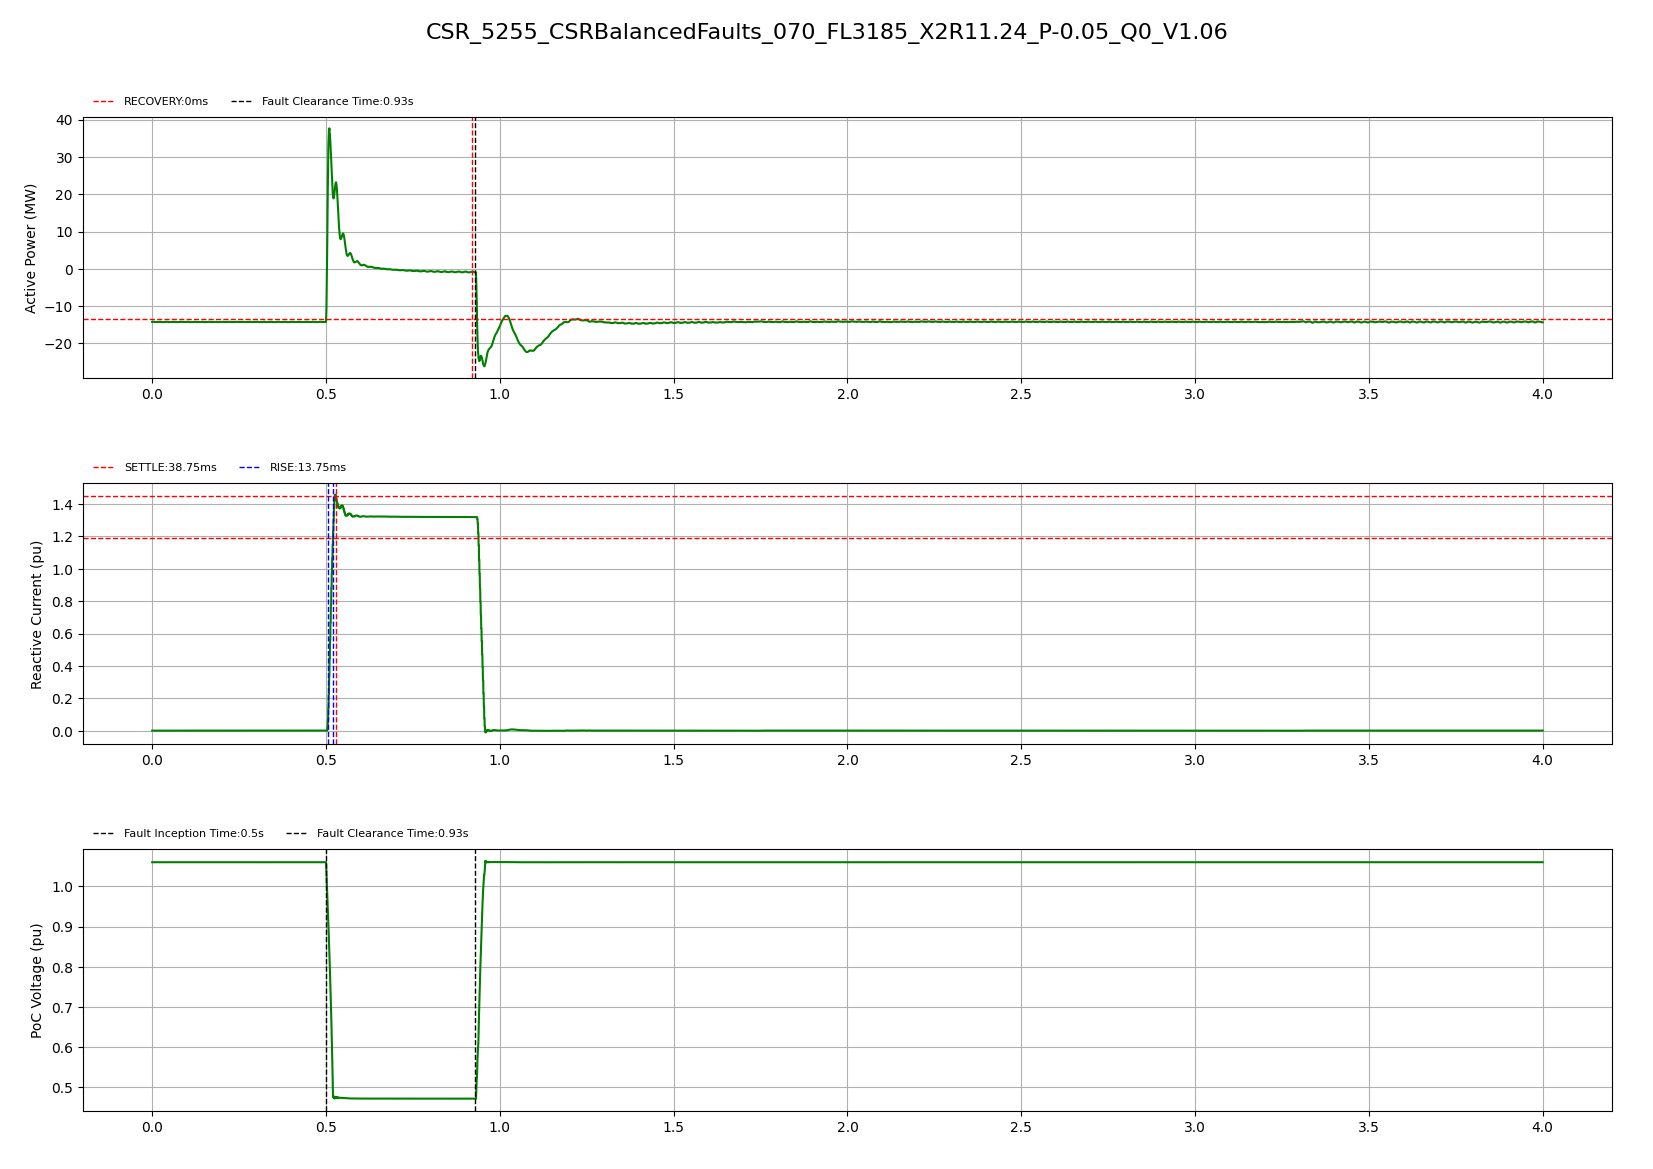 CSR_5255_CSRBalancedFaults_070_FL3185_X2R11.24_P-0.05_Q0_V1.06
RECOVERY:0ms Fault Clearance Time:0.93s
Active Power (MW)
40
30
20
10
0
−10
−20
0.0 0.5 1.0 1.5 2.0 2.5 3.0 3.5 4.0
SETTLE:38.75ms RISE:13.75ms
Reactive Current (pu)
1.4
1.2
1.0
0.8
0.6
0.4
0.2
0.0
0.0 0.5 1.0 1.5 2.0 2.5 3.0 3.5 4.0
Fault Inception Time:0.5s Fault Clearance Time:0.93s
PoC Voltage (pu)
1.0
0.9
0.8
0.7
0.6
0.5
0.0 0.5 1.0 1.5 2.0 2.5 3.0 3.5 4.0